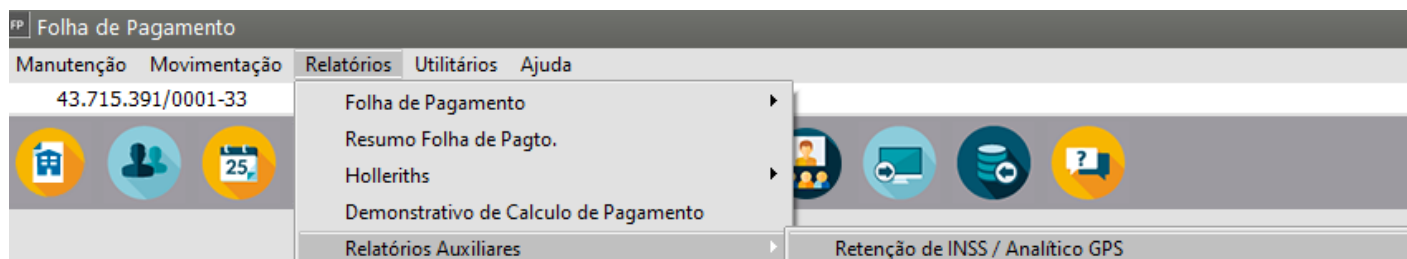 FP Folha de Pagamento
Manutenção Movimentação Relatórios Utilitários Ajuda
43.715.391/0001-33
Folha de Pagamento
Resumo Folha de Pagto.
25
?
Holleriths
Demonstrativo de Calculo de Pagamento
Relatórios Auxiliares Retenção de INSS / Analítico GPS